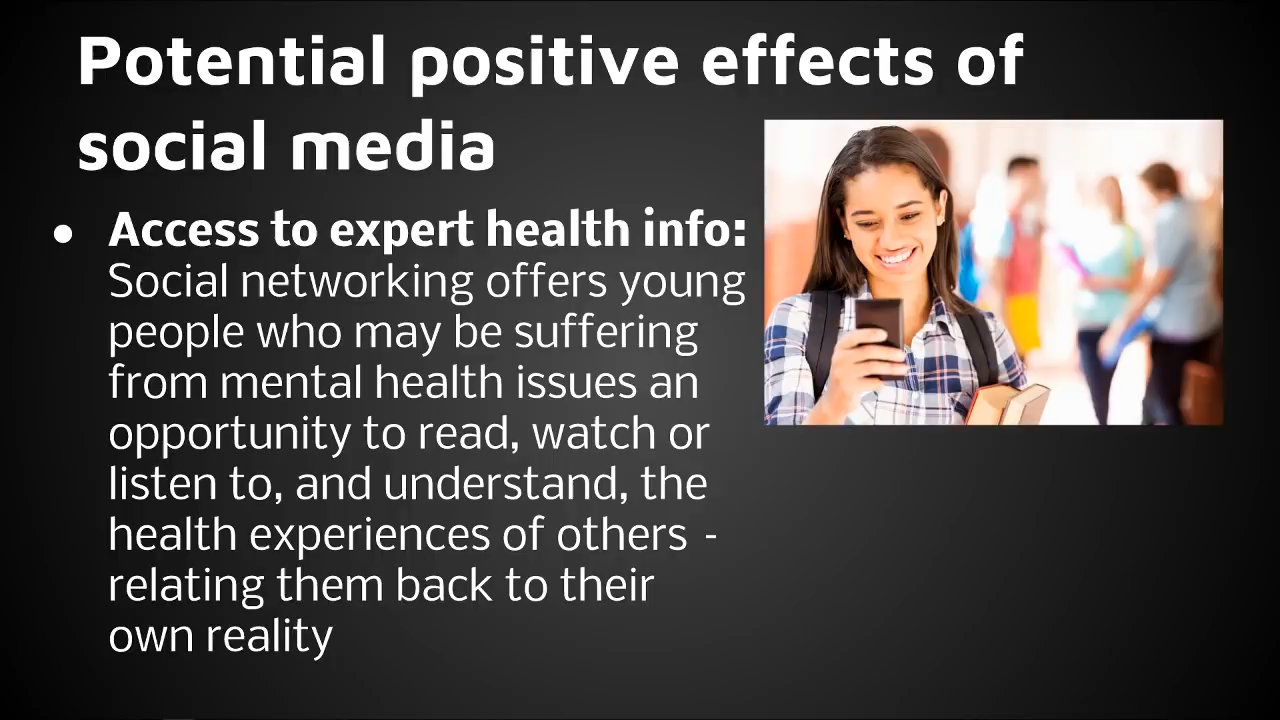 Potential positive effects of
social media
● Access to expert health info:
Social networking offers young
people who may be suffering
from mental health issues an
opportunity to read, watch or
listen to, and understand, the
health experiences of others -
relating them back to their
own reality